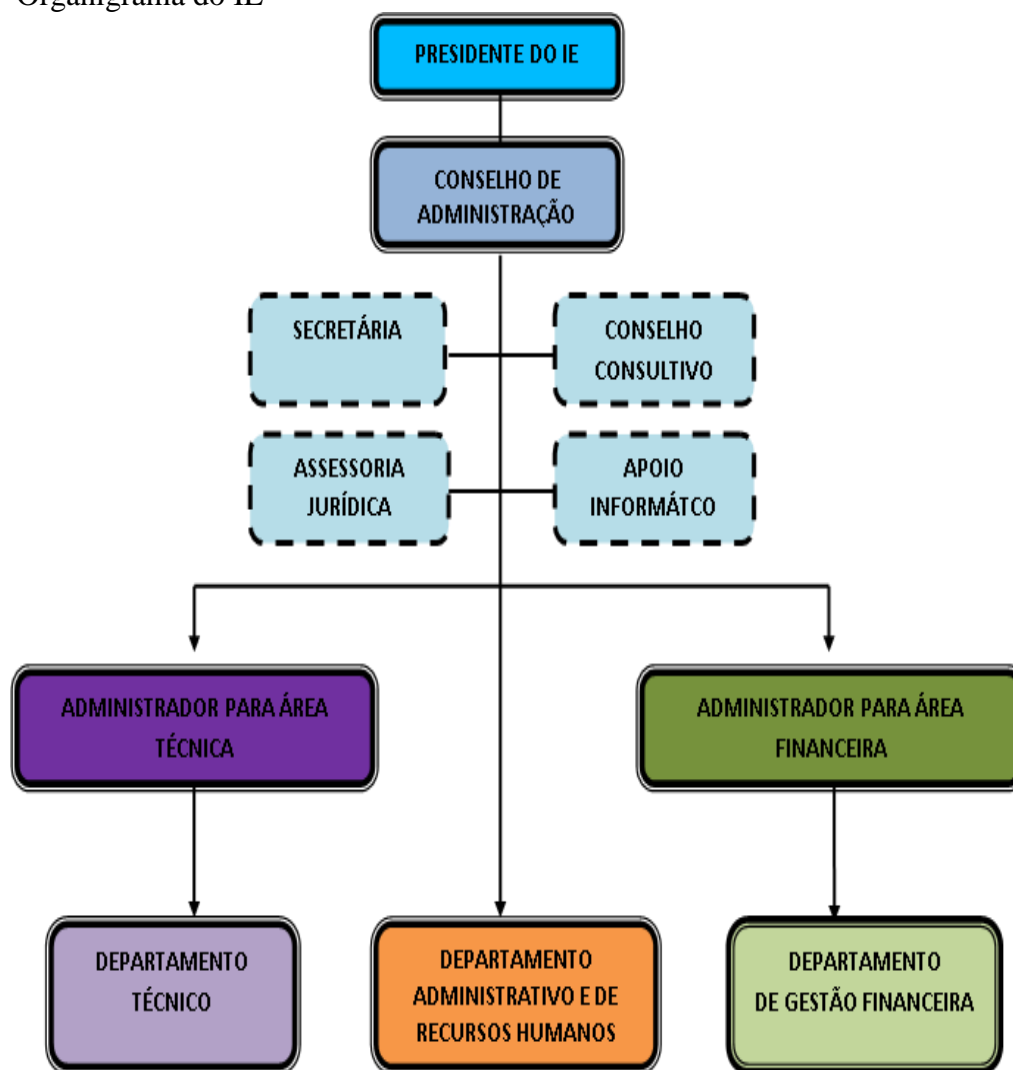 Organigrama do IE
PRESIDENTE DO IE
CONSELHO DE
ADMINISTRAÇÃO
SECRETÁRIA
CONSELHO
CONSULTIVO
ASSESSORIA
JURÍDICA
APOIO
INFORMÁTCO
ADMINISTRADOR PARA ÁREA
TÉCNICA
ADMINISTRADOR PARA ÁREA
FINANCEIRA
DEPARTAMENTO
TÉCNICO
DEPARTAMENTO
ADMINISTRATIVO E DE
RECURSOS HUMANOS
DEPARTAMENTO
DE GESTÃO FINANCEIRA